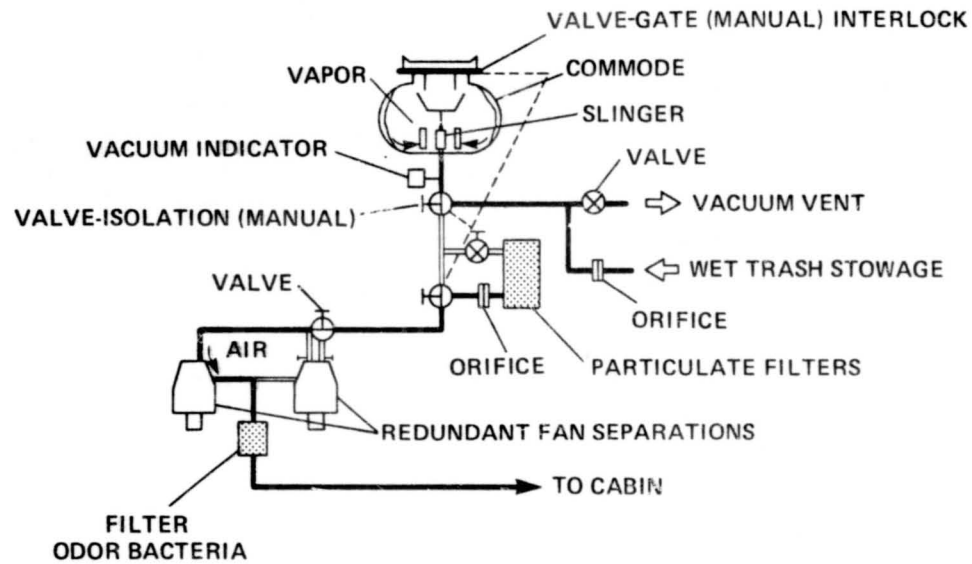 VALVE-GATE (MANUAL) INTERLOCK
VAPOR
COMMODE
SLINGER
VACUUM INDICATOR
VALVE
VALVE-ISOLATION (MANUAL)
VACUUM VENT
WET TRASH STOWAGE
VALVE
ORIFICE
AIR
ORIFICE
PARTICULATE FILTERS
REDUNDANT FAN SEPARATIONS
TO CABIN
FILTER
ODOR BACTERIA